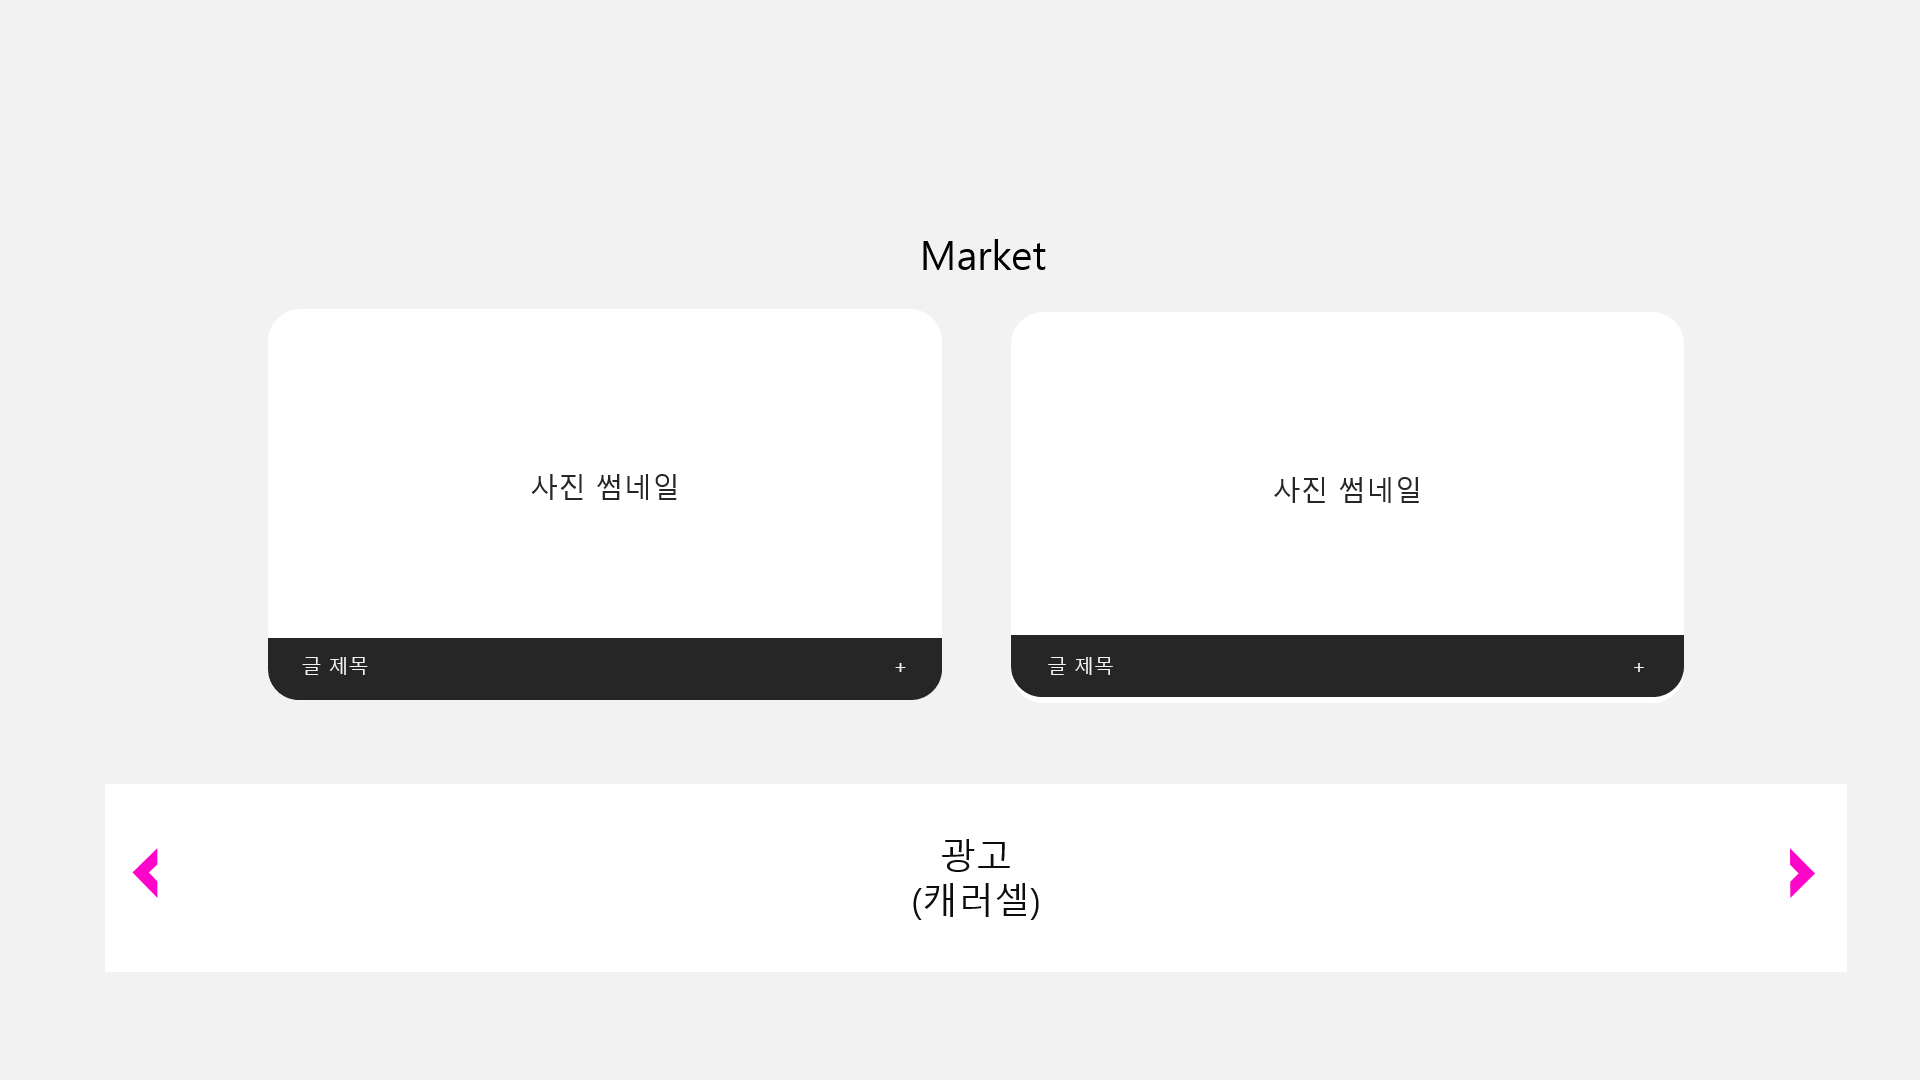 Market
사진 썸네일
사진 썸네일
글 제목 +
글 제목 +
광고
(캐러셀)